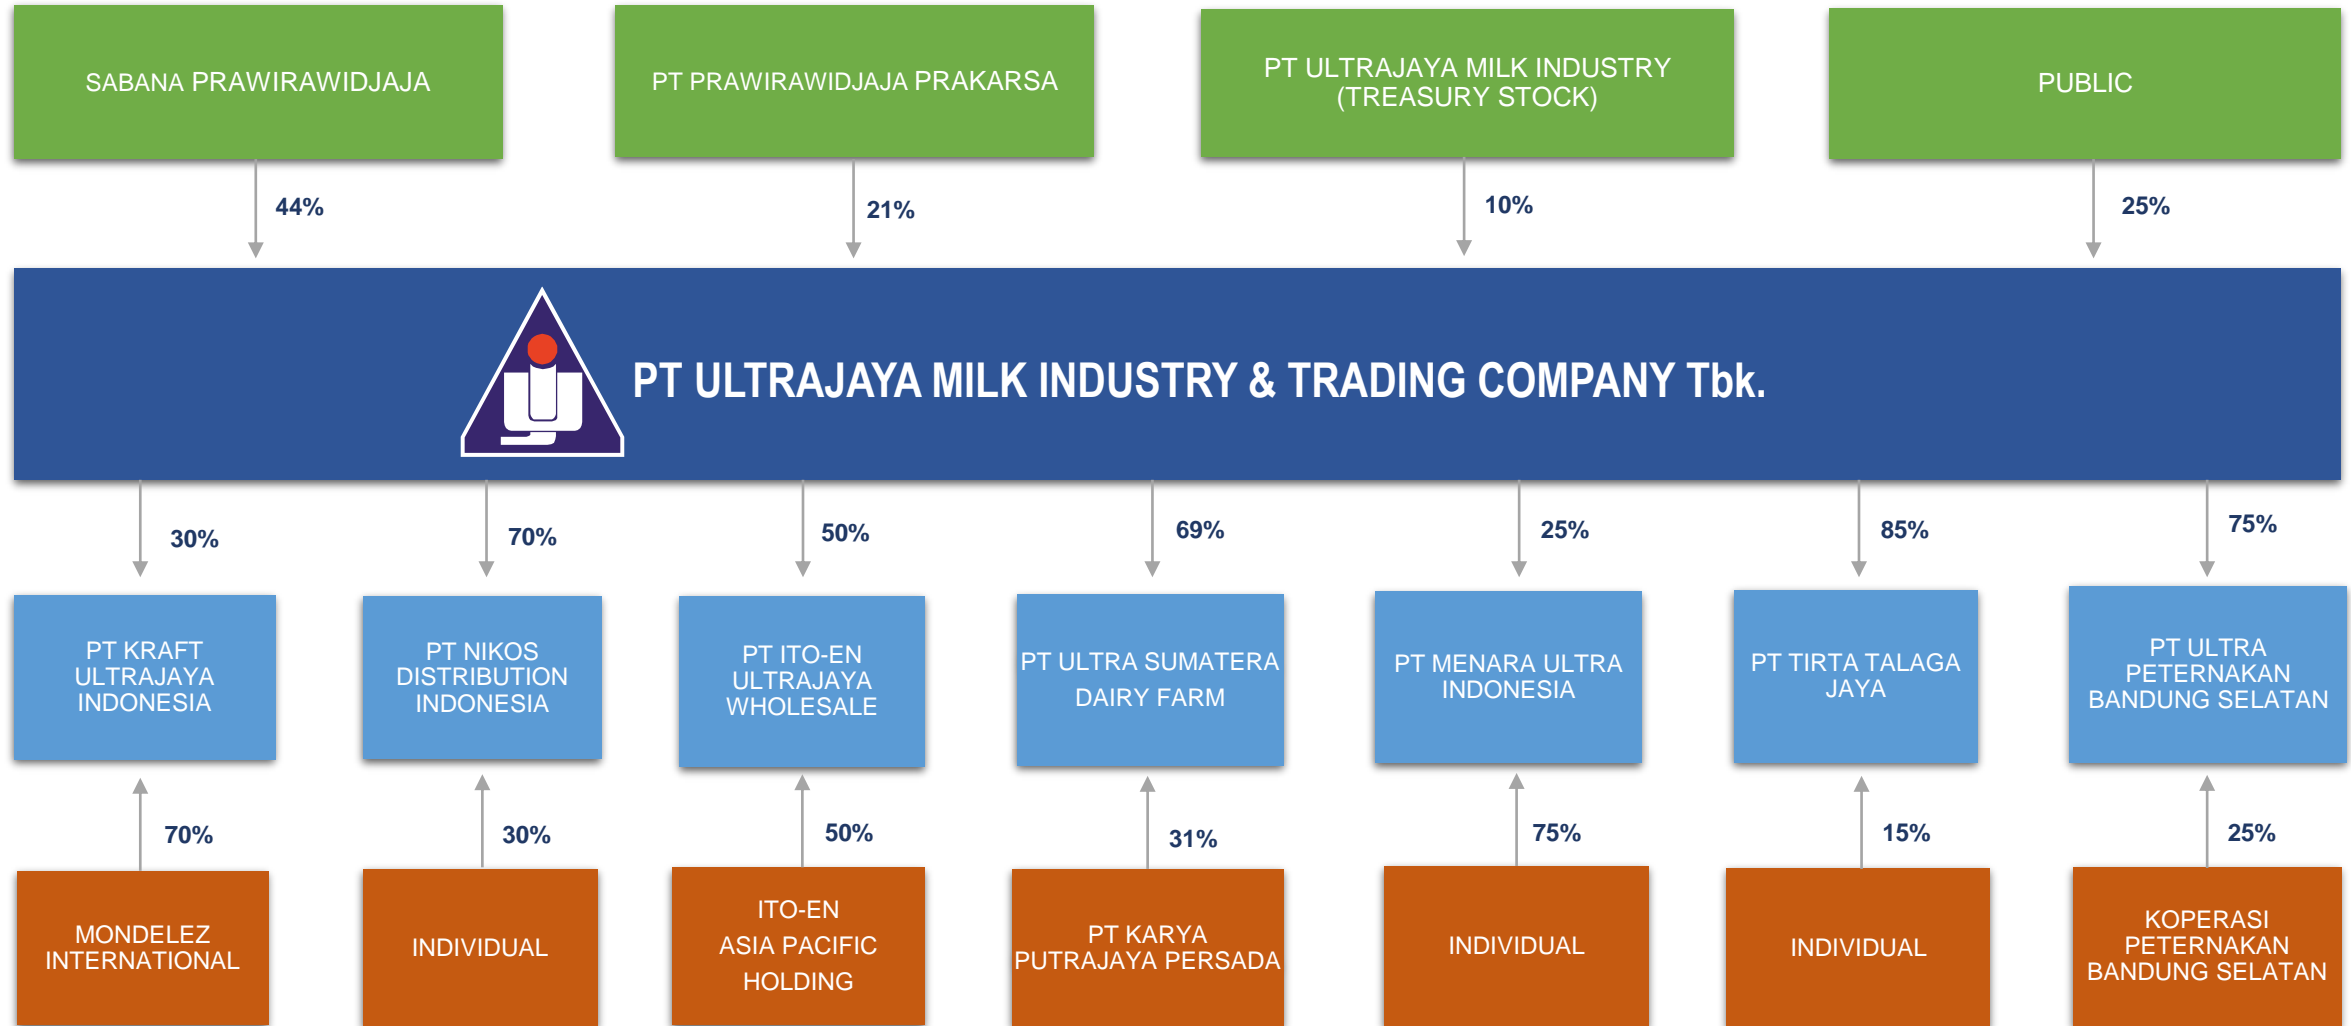 SABANA PRAWIRAWIDJAJA
PT PRAWIRAWIDJAJA PRAKARSA
PT ULTRAJAYA MILK INDUSTRY
(TREASURY STOCK)
PUBLIC
44%
21%
10%
25%
PT ULTRAJAYA MILK INDUSTRY & TRADING COMPANY Tbk.
30%
70%
50%
69%
25%
85%
75%
PT KRAFT
ULTRAJAYA
INDONESIA
PT NIKOS
DISTRIBUTION
INDONESIA
PT ITO-EN
ULTRAJAYA
WHOLESALE
PT ULTRA SUMATERA
DAIRY FARM
PT MENARA ULTRA
INDONESIA
PT TIRTA TALAGA
JAYA
PT ULTRA
PETERNAKAN
BANDUNG SELATAN
70%
30%
50%
31%
75%
15%
25%
MONDELEZ
INTERNATIONAL
INDIVIDUAL
ITO-EN
ASIA PACIFIC
HOLDING
PT KARYA
PUTRAJAYA PERSADA
INDIVIDUAL
INDIVIDUAL
KOPERASI
PETERNAKAN
BANDUNG SELATAN